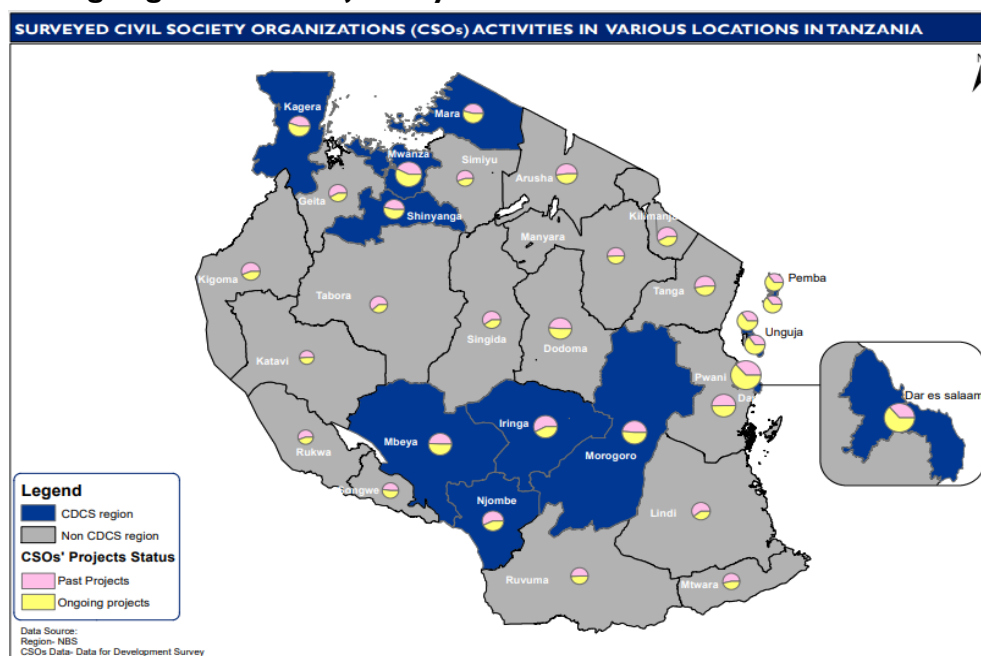 SURVEYED CIVIL SOCIETY ORGANIZATIONS (CSOs) ACTIVITIES IN VARIOUS LOCATIONS IN TANZANIA
Kagera
Mara
Mwanza
Simiyu
Arusha
Geita
Shinyanga
Kilimanja
Manyara
Kigoma
Tabora
Tanga
Pemba
Singida
Dodoma
Unguja
Katavi
Pwani
Da
Dar es salaam
Mbeya
Iringa
Morogoro
Rukwa
Songwe
Njombe
Lindi
Ruvuma
Mtwara
Legend
CDCS region
Non CDCS region
CSOs' Projects Status
Past Projects
Ongoing projects
Data Source:
Region- NBS
CSOs Data- Data for Development Survey